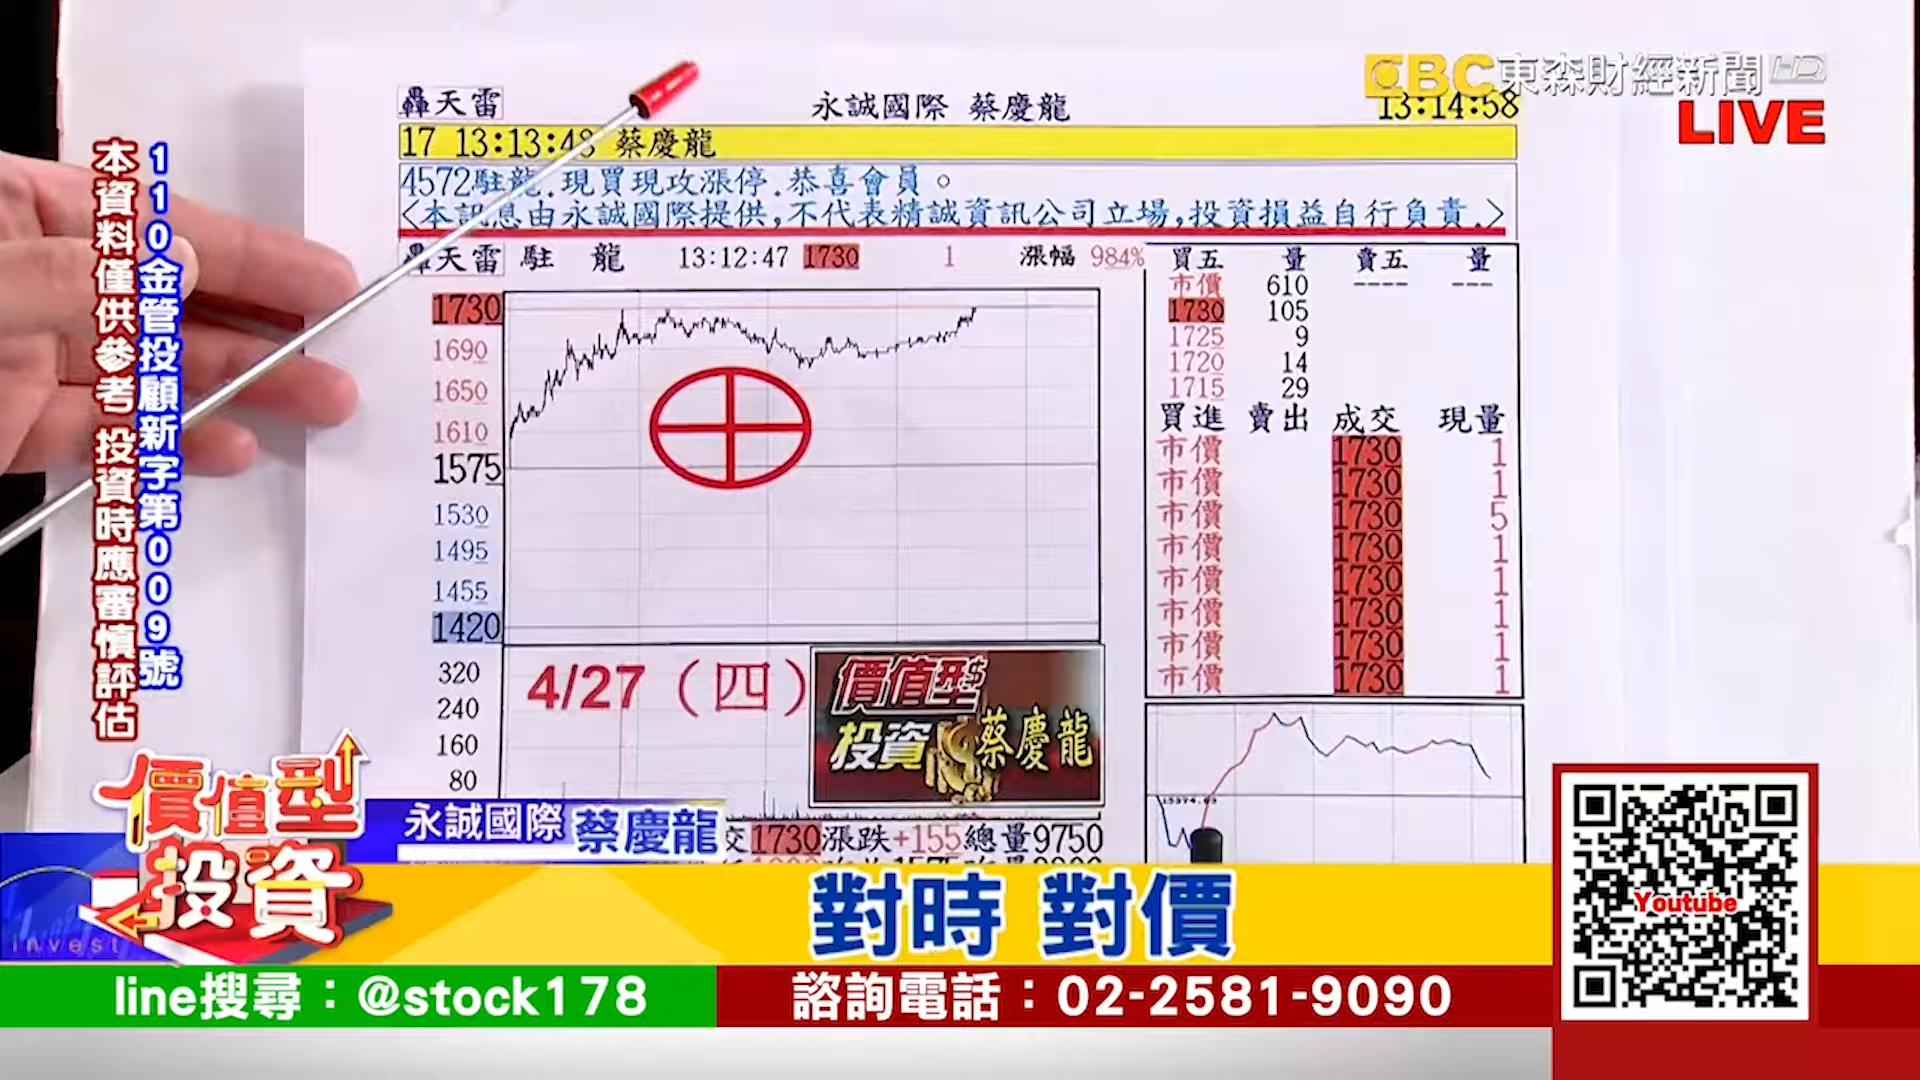 EBC東森財經新聞HD
LIVE
轟天雷 永誠國際 蔡慶龍 13:14:58
17 13:13:48 蔡慶龍
4572駐龍.現買現攻漲停.恭喜會員。
<本訊息由永誠國際提供,不代表精誠資訊公司立場,投資損益自行負責.>
轟天雷 駐 龍 13:12:47 1730 1 漲幅 984%
買五 量 賣五 量
市價 610 ---- ---
1730 105
1725 9
1720 14
1715 29
買進 賣出 成交 現量
市價 1730 1
市價 1730 1
市價 1730 5
市價 1730 1
市價 1730 1
市價 1730 1
市價 1730 1
市價 1730 1
1730
1690
1650
1610
1575
1530
1495
1455
1420
320
240
160
80
4/27(四)
價值型
投資
蔡慶龍
交1730漲跌+155總量9750
110金管投顧新字第009號
本資料僅供參考 投資時應審慎評估
價值型
投資
invest
永誠國際 蔡慶龍
對時 對價
line搜尋：@stock178
諮詢電話：02-2581-9090
Youtube